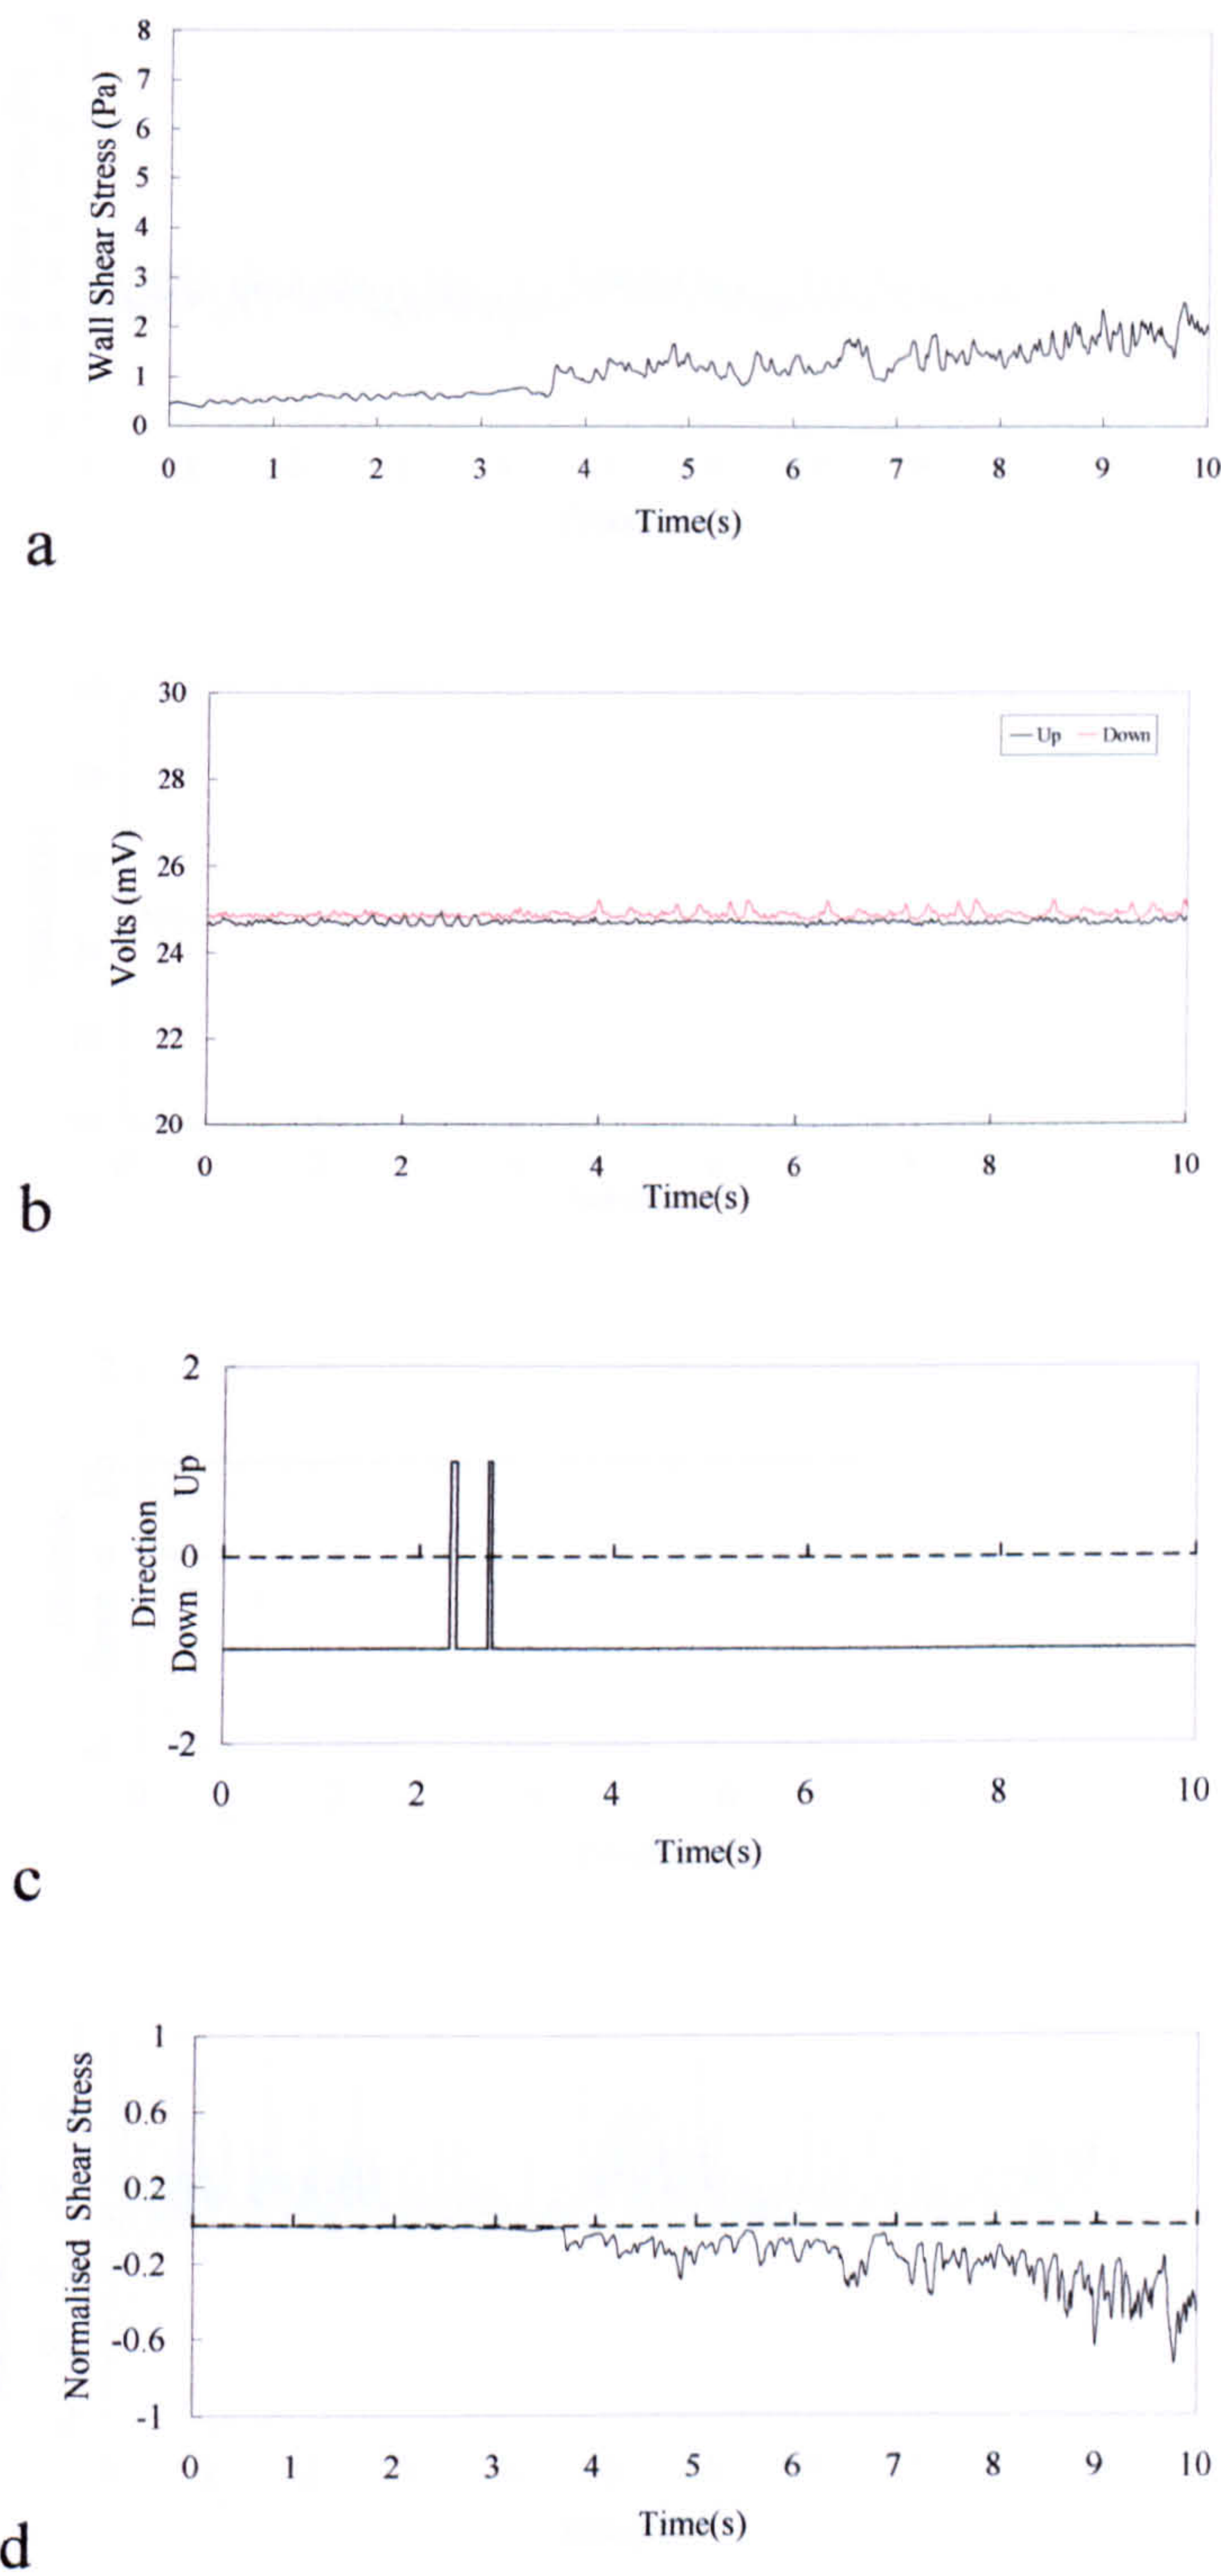 8
7
6
5
4
3
2
1
0
Wall Shear Stress (Pa)
0 1 2 3 4 5 6 7 8 9 10
Time(s)
a
30
28
26
24
22
20
Volts (mV)
Up Down
0 2 4 6 8 10
Time(s)
b
2
0
-2
Direction
Down Up
0 2 4 6 8 10
Time(s)
c
1
0.6
0.2
-0.2
-0.6
-1
Normalised Shear Stress
0 1 2 3 4 5 6 7 8 9 10
Time(s)
d